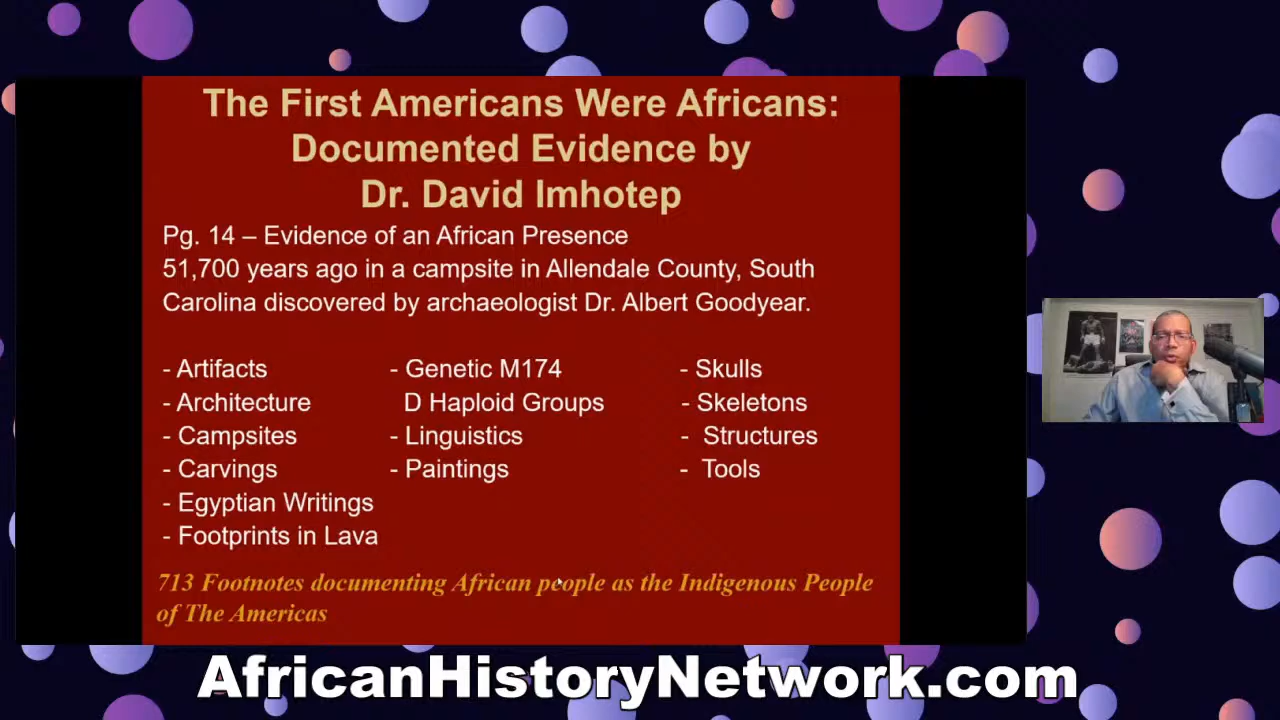 The First Americans Were Africans:
Documented Evidence by
Dr. David Imhotep
Pg. 14 – Evidence of an African Presence
51,700 years ago in a campsite in Allendale County, South
Carolina discovered by archaeologist Dr. Albert Goodyear.
- Artifacts
- Architecture
- Campsites
- Carvings
- Egyptian Writings
- Footprints in Lava
- Genetic M174
D Haploid Groups
- Linguistics
- Paintings
- Skulls
- Skeletons
- Structures
- Tools
713 Footnotes documenting African people as the Indigenous People
of The Americas
AfricanHistoryNetwork.com